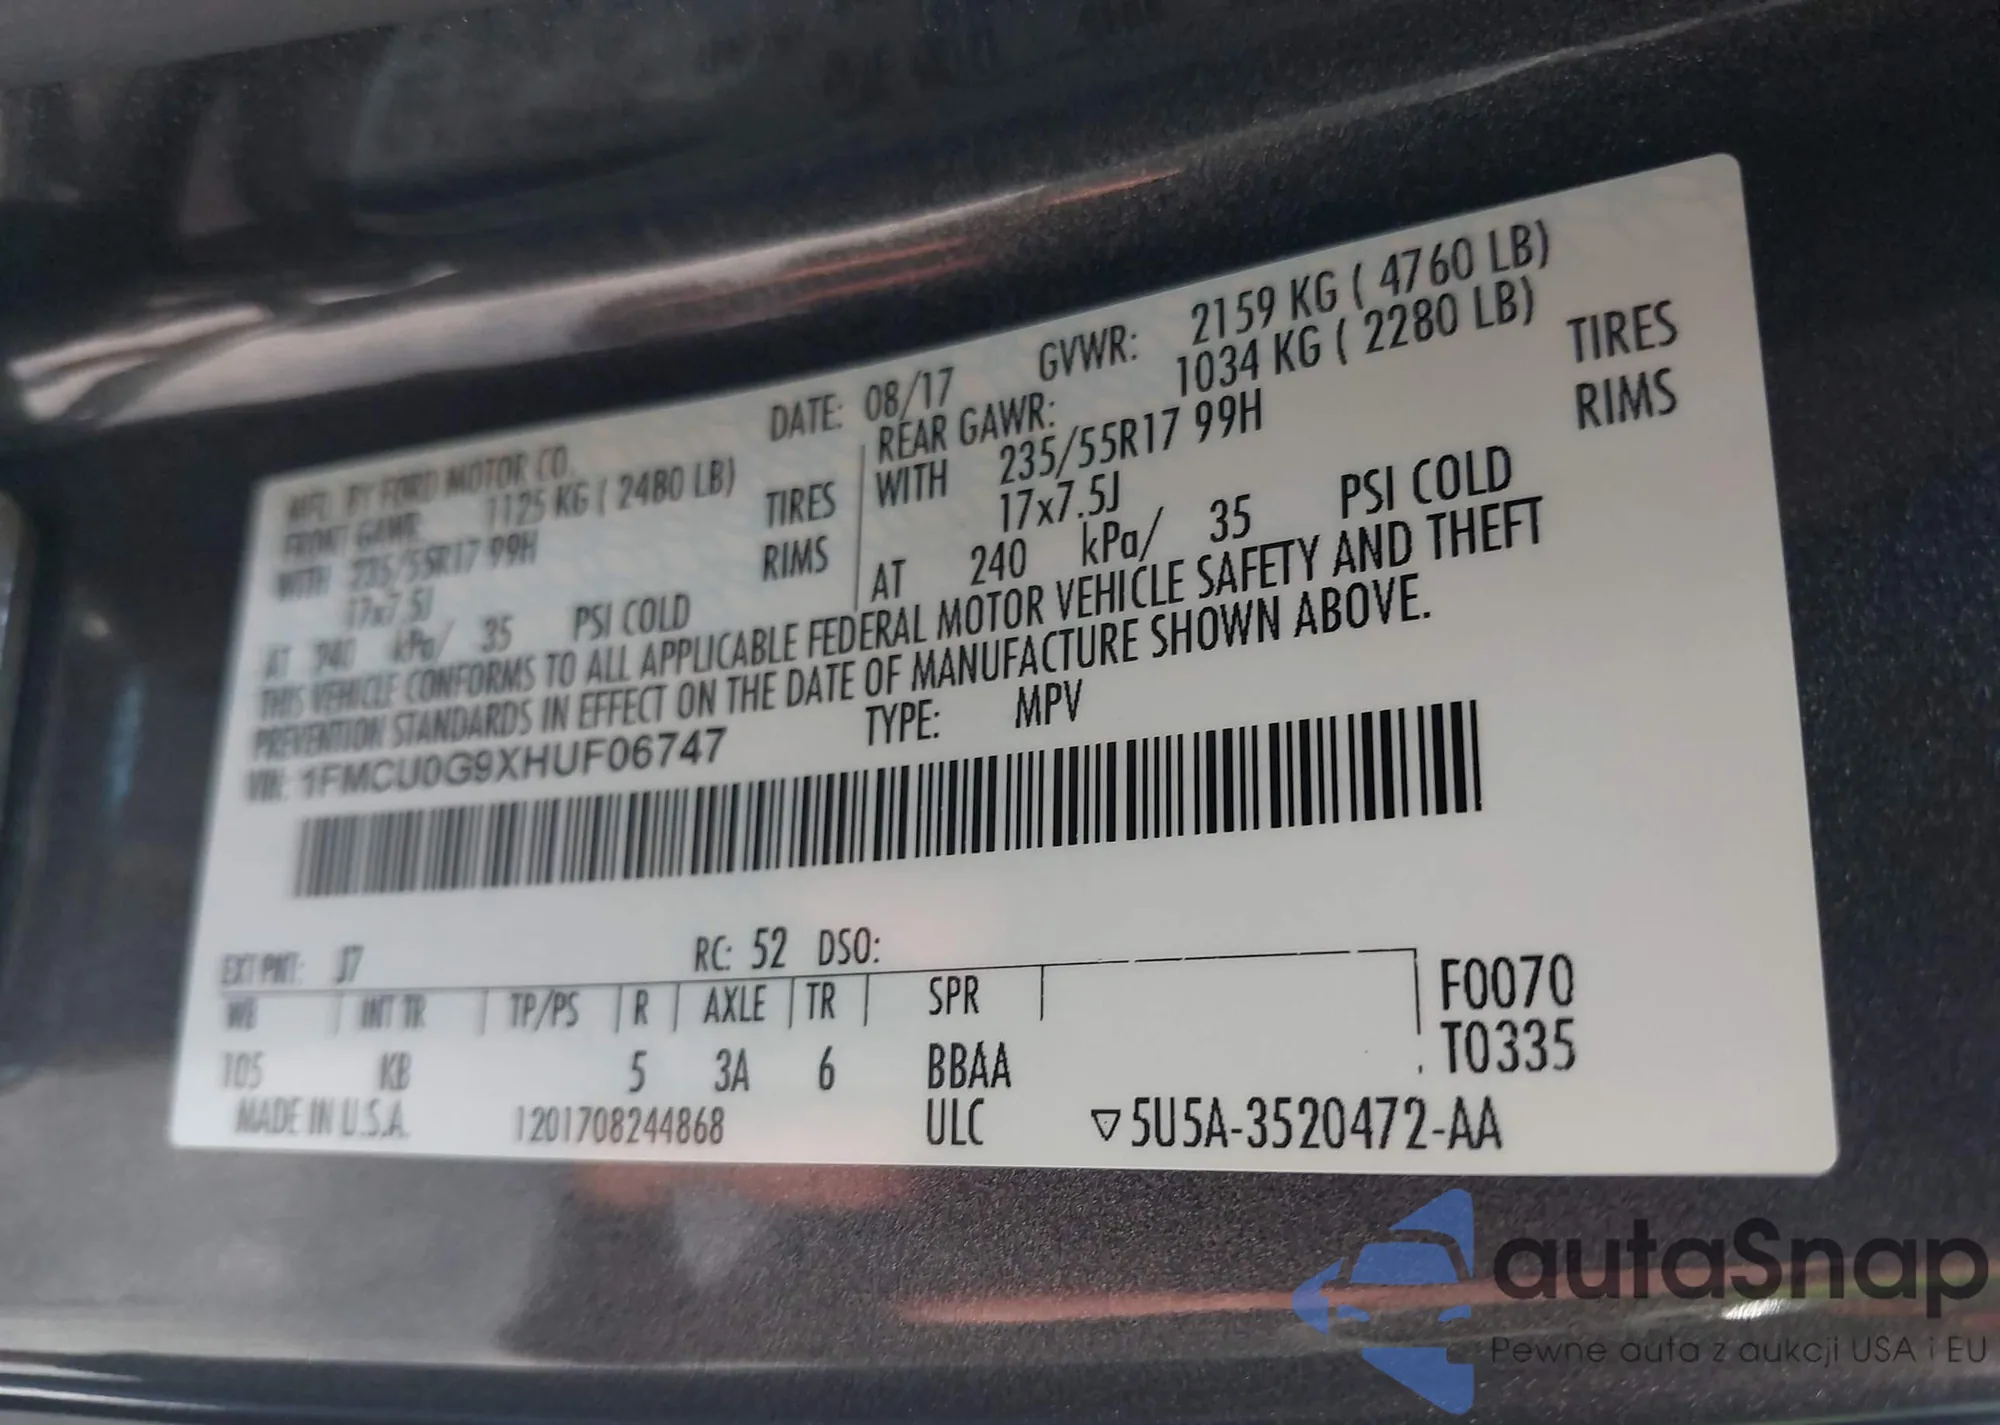 MFD. BY FORD MOTOR CO. DATE: 08/17 GVWR: 2159 KG ( 4760 LB)
FRONT GAWR: 1125 KG ( 2480 LB) REAR GAWR: 1034 KG ( 2280 LB)
WITH 235/55R17 99H TIRES WITH 235/55R17 99H TIRES
17x7.5J RIMS 17x7.5J RIMS
AT 240 kPa/ 35 PSI COLD AT 240 kPa/ 35 PSI COLD
THIS VEHICLE CONFORMS TO ALL APPLICABLE FEDERAL MOTOR VEHICLE SAFETY AND THEFT
PREVENTION STANDARDS IN EFFECT ON THE DATE OF MANUFACTURE SHOWN ABOVE.
VIN: 1FMCU0G9XHUF06747 TYPE: MPV
EXT PNT: J7 RC: 52 DSO:
WB INT TR TP/PS R AXLE TR SPR F0070
105 KB 5 3A 6 BBAA . T0335
MADE IN U.S.A. 1201708244868 ULC ▽5U5A-3520472-AA
autaSnap
Pewne auta z aukcji USA i EU